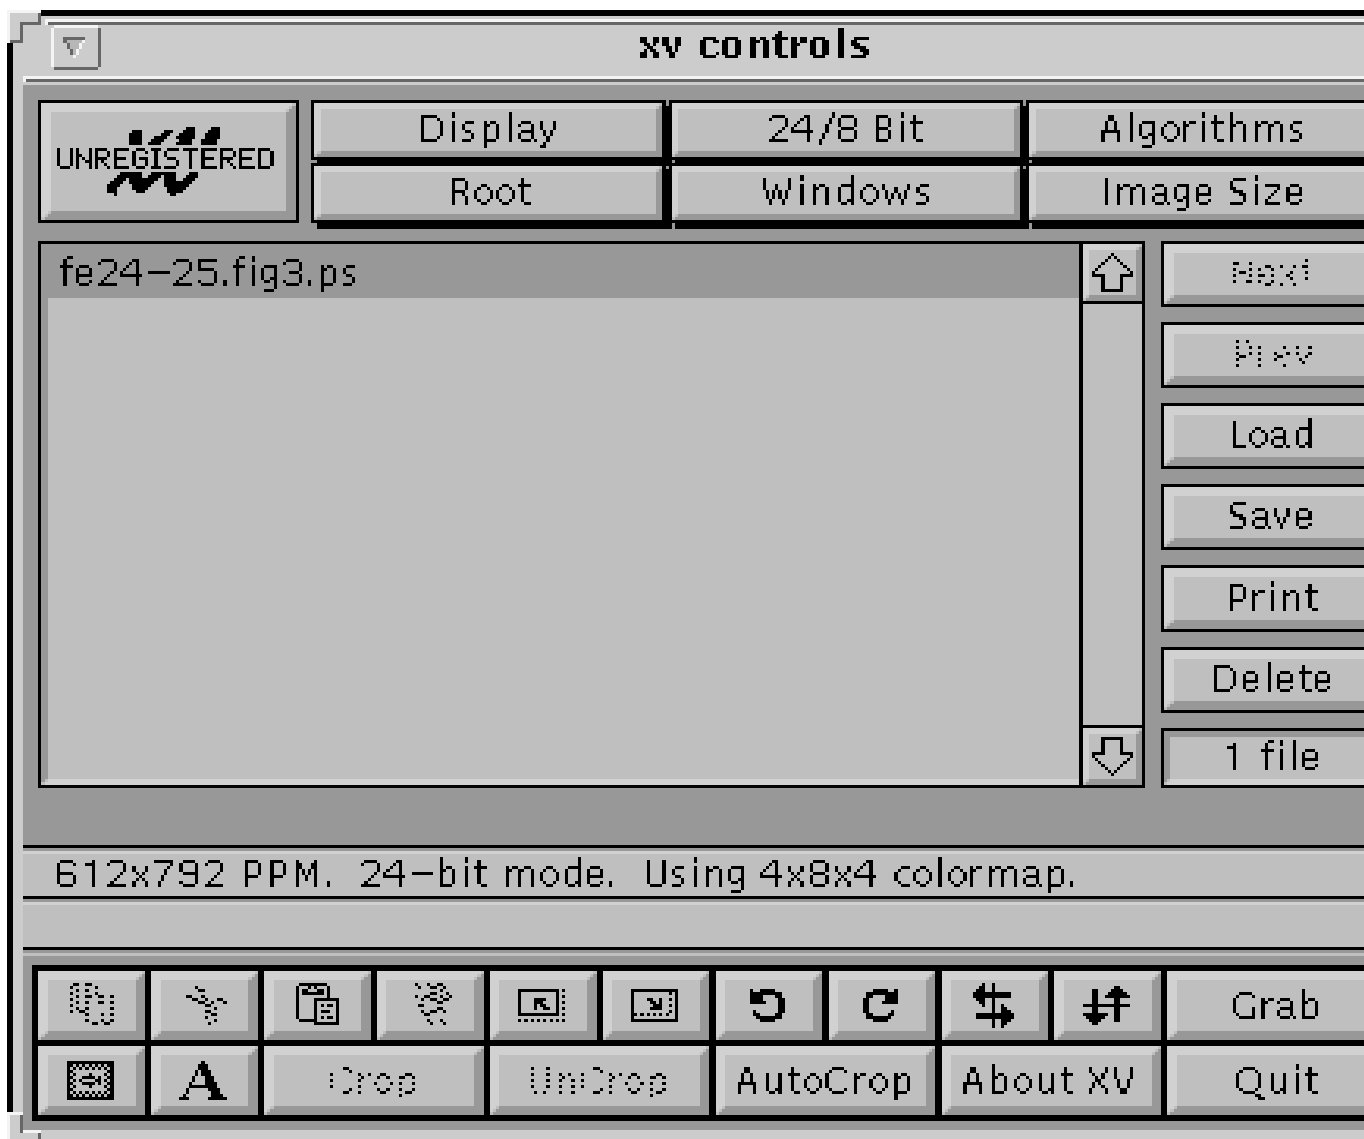 xv controls
UNREGISTERED
Display 24/8 Bit Algorithms
Root Windows Image Size
fe24-25.fig3.ps
Next
Prev
Load
Save
Print
Delete
1 file
612x792 PPM. 24-bit mode. Using 4x8x4 colormap.
Grab
A Crop UnCrop AutoCrop About XV Quit